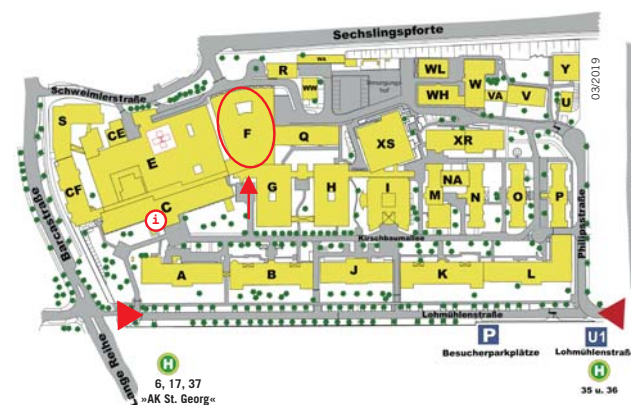 Sechslingspforte
03/2019
Schweimlerstraße
Barcastraße
S
CE
CF
E
C
i
F
R
WA
WW
Q
WL
WH
W
VA
V
Y
U
XS
XR
G
H
I
M
NA
N
O
P
Kirschbaumallee
Philipsstraße
A
B
J
K
L
Lohmühlenstraße
Lange Reihe
H
6, 17, 37
»AK St. Georg«
P
Besucherparkplätze
U1
Lohmühlenstraße
H
35 u. 36